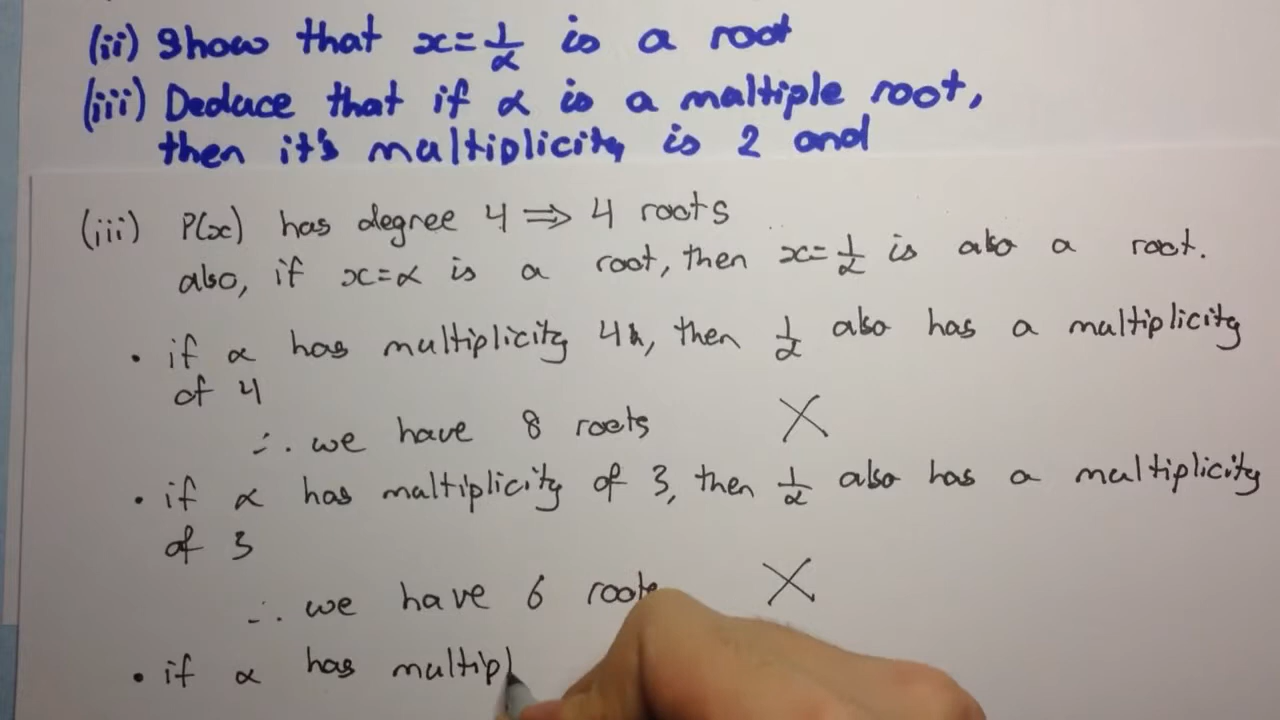 (ii) Show that x = 1/α is a root
(iii) Deduce that if α is a multiple root,
then it's multiplicity is 2 and
(iii) P(x) has degree 4 ⇒ 4 roots
also, if x=α is a root, then x = 1/α is also a root.
• if α has multiplicity 4, then 1/α also has a multiplicity
of 4
∴ we have 8 roots X
• if α has multiplicity of 3, then 1/α also has a multiplicity
of 3
∴ we have 6 roots X
• if α has multipl